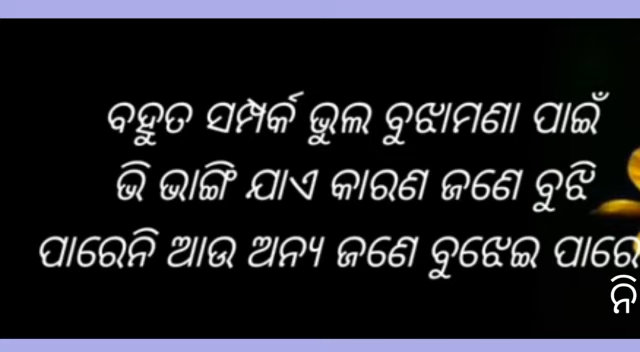 ବହୁତ ସମ୍ପର୍କ ଭୁଲ ବୁଝାମଣା ପାଇଁ
ଭି ଭାଙ୍ଗି ଯାଏ କାରଣ ଜଣେ ବୁଝି
ପାରେନି ଆଉ ଅନ୍ୟ ଜଣେ ବୁଝେଇ ପାରେ
ନି